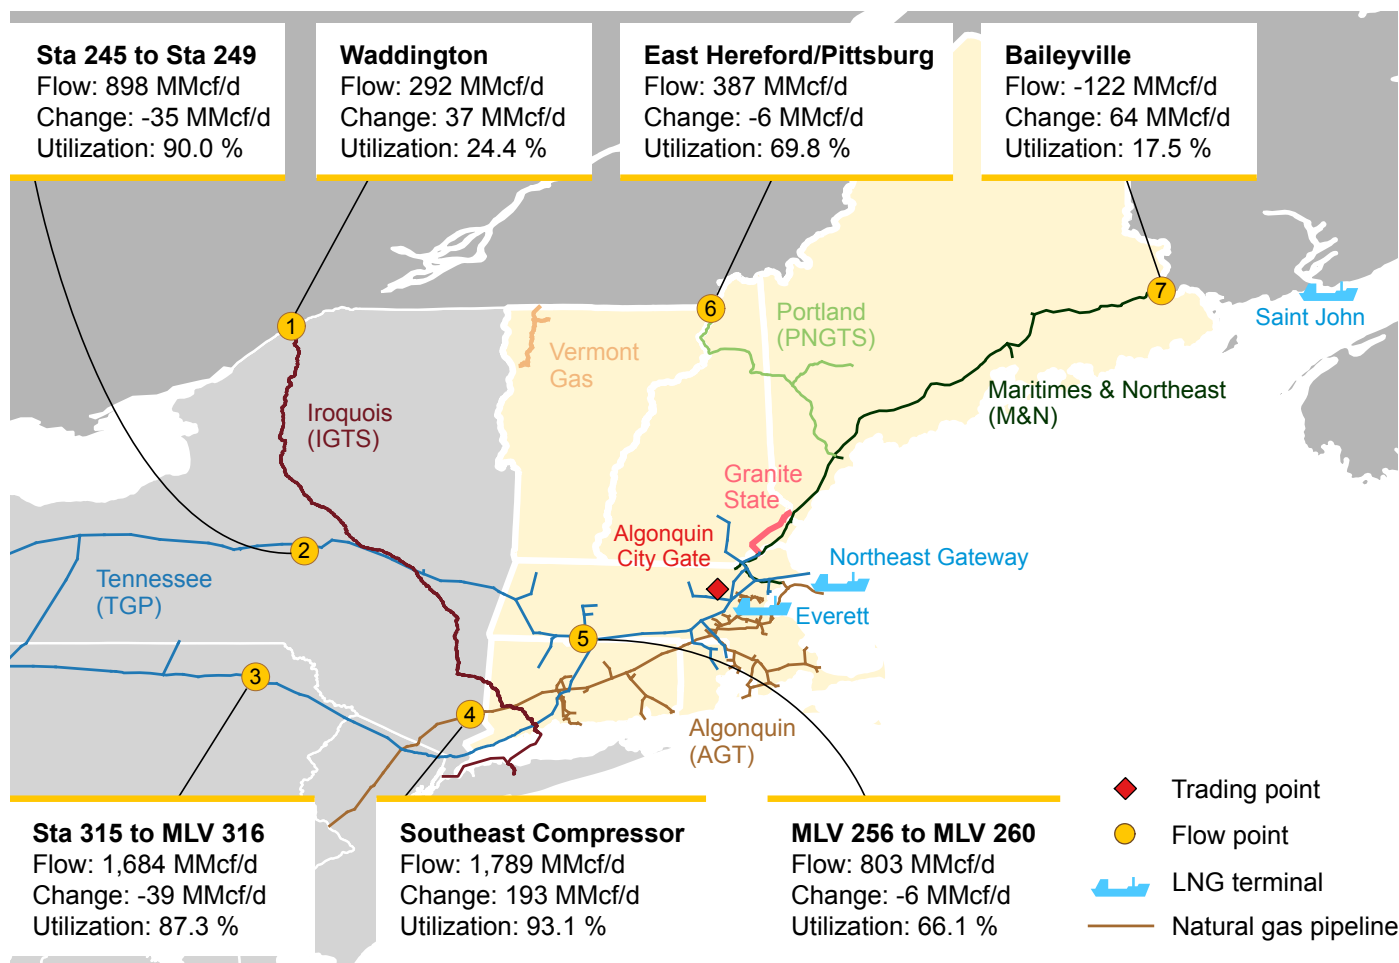 Sta 245 to Sta 249
Flow: 898 MMcf/d
Change: -35 MMcf/d
Utilization: 90.0 %
Waddington
Flow: 292 MMcf/d
Change: 37 MMcf/d
Utilization: 24.4 %
East Hereford/Pittsburg
Flow: 387 MMcf/d
Change: -6 MMcf/d
Utilization: 69.8 %
Baileyville
Flow: -122 MMcf/d
Change: 64 MMcf/d
Utilization: 17.5 %
7
6
1
Saint John
Portland
(PNGTS)
Vermont
Gas
Maritimes & Northeast
(M&N)
Iroquois
(IGTS)
Granite
State
Algonquin
City Gate
2
Northeast Gateway
Tennessee
(TGP)
Everett
5
3
4
Algonquin
(AGT)
Sta 315 to MLV 316
Flow: 1,684 MMcf/d
Change: -39 MMcf/d
Utilization: 87.3 %
Southeast Compressor
Flow: 1,789 MMcf/d
Change: 193 MMcf/d
Utilization: 93.1 %
MLV 256 to MLV 260
Flow: 803 MMcf/d
Change: -6 MMcf/d
Utilization: 66.1 %
Trading point
Flow point
LNG terminal
Natural gas pipeline